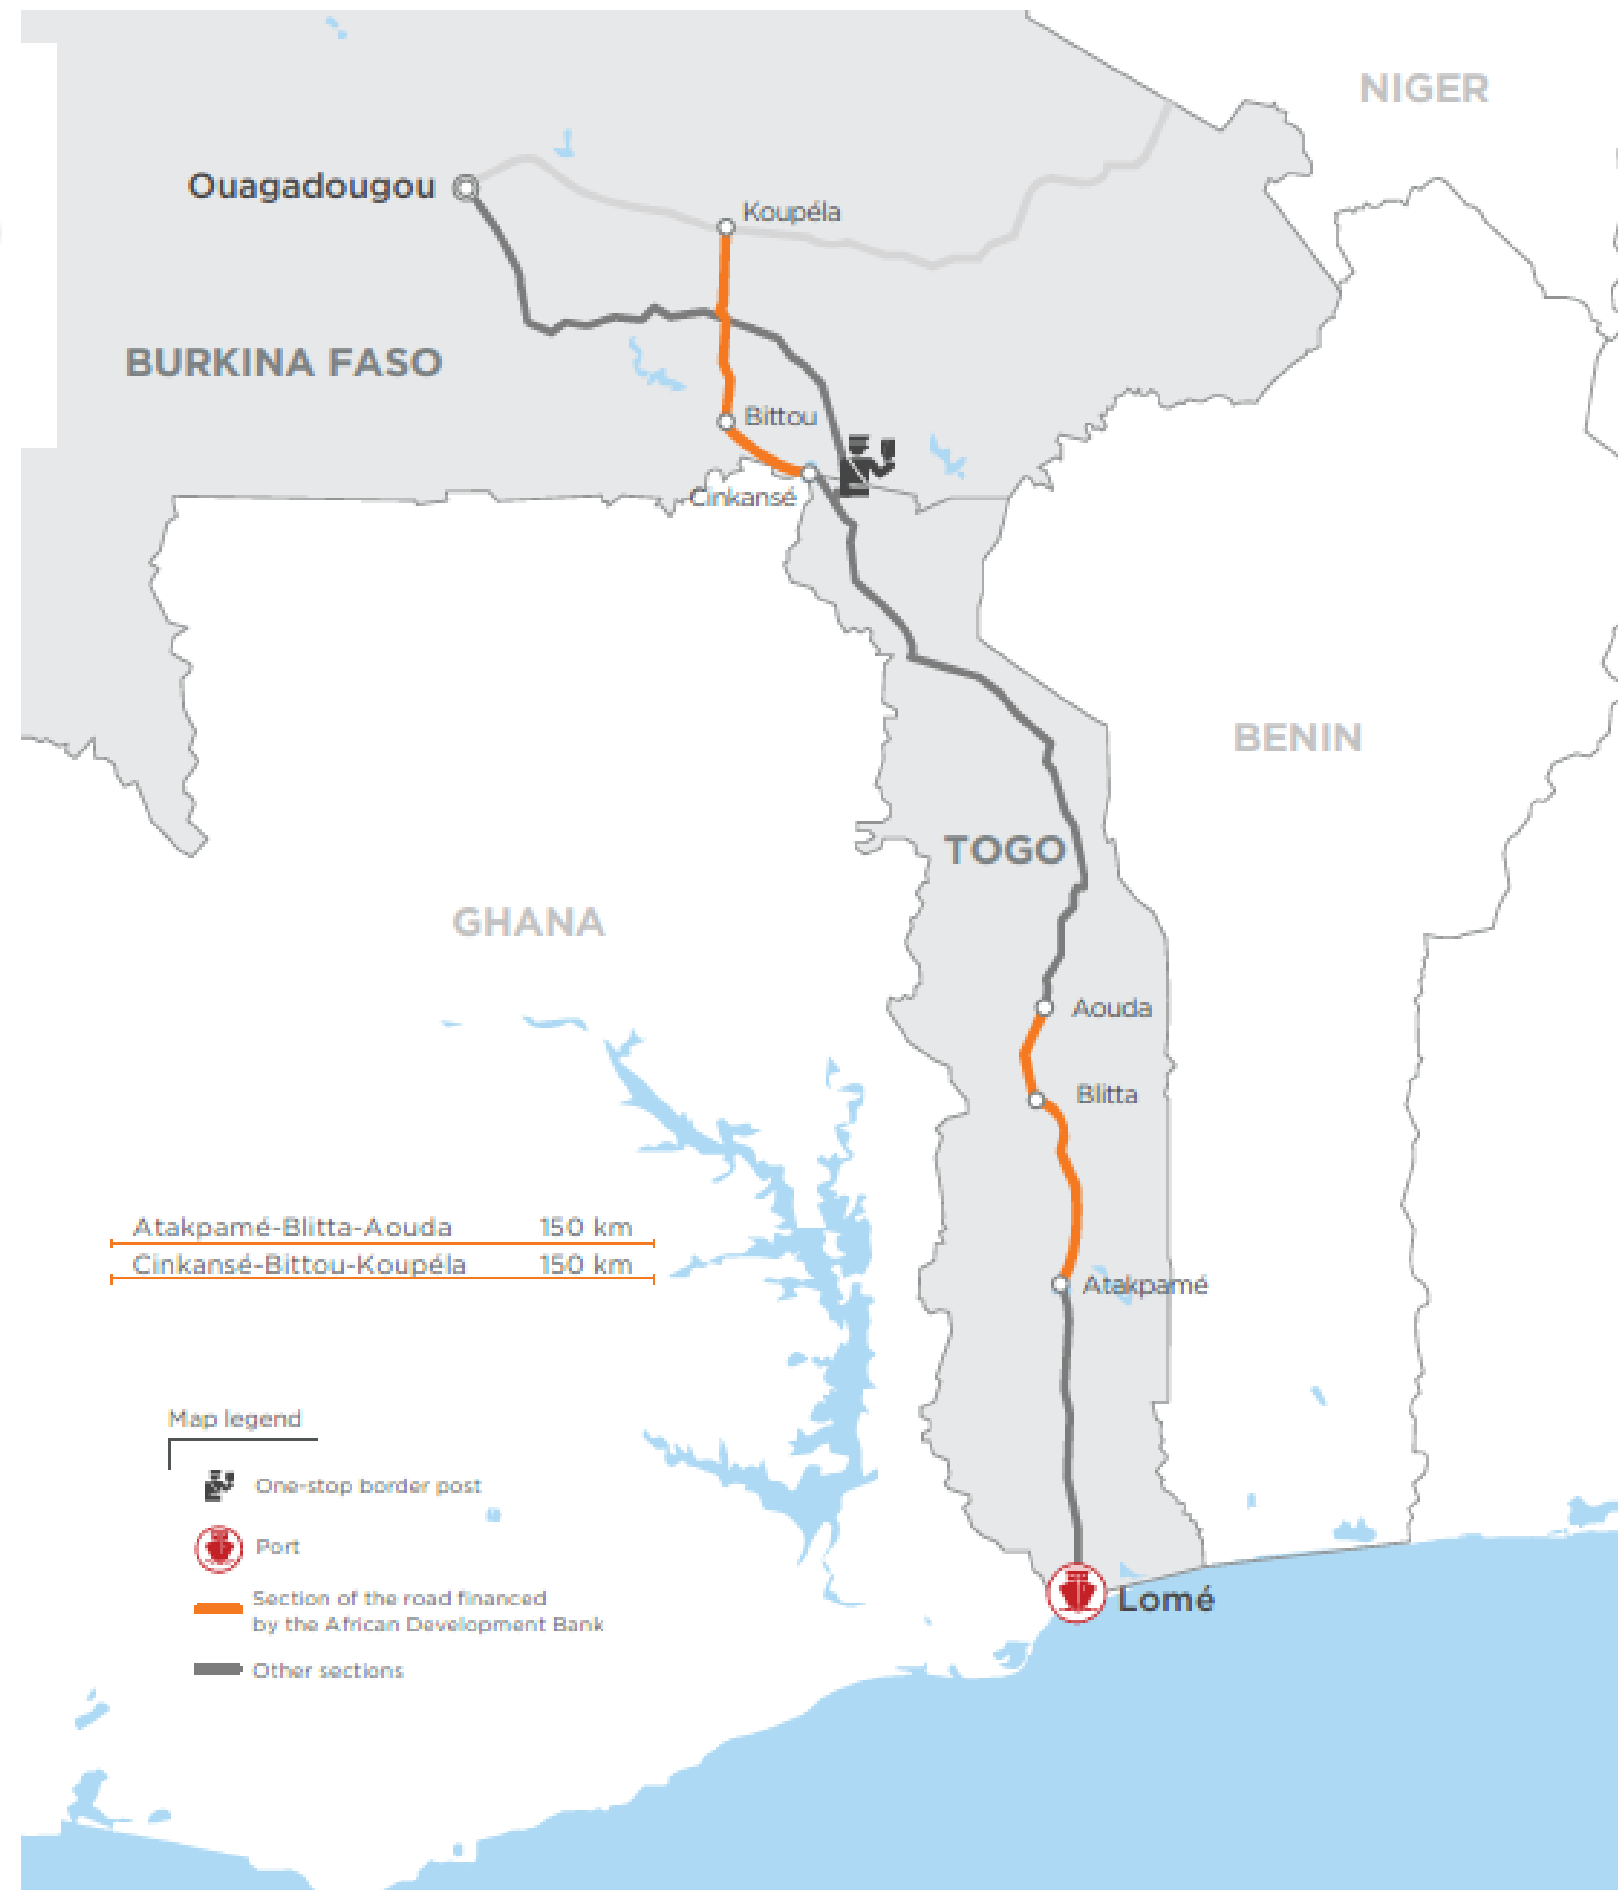 NIGER
Ouagadougou
Koupéla
BURKINA FASO
Bittou
Cinkansé
BENIN
TOGO
GHANA
Aouda
Blitta
Atakpamé-Blitta-Aouda 150 km
Cinkansé-Bittou-Koupéla 150 km
Atakpamé
Map legend
One-stop border post
Port
Section of the road financed
by the African Development Bank
Other sections
Lomé